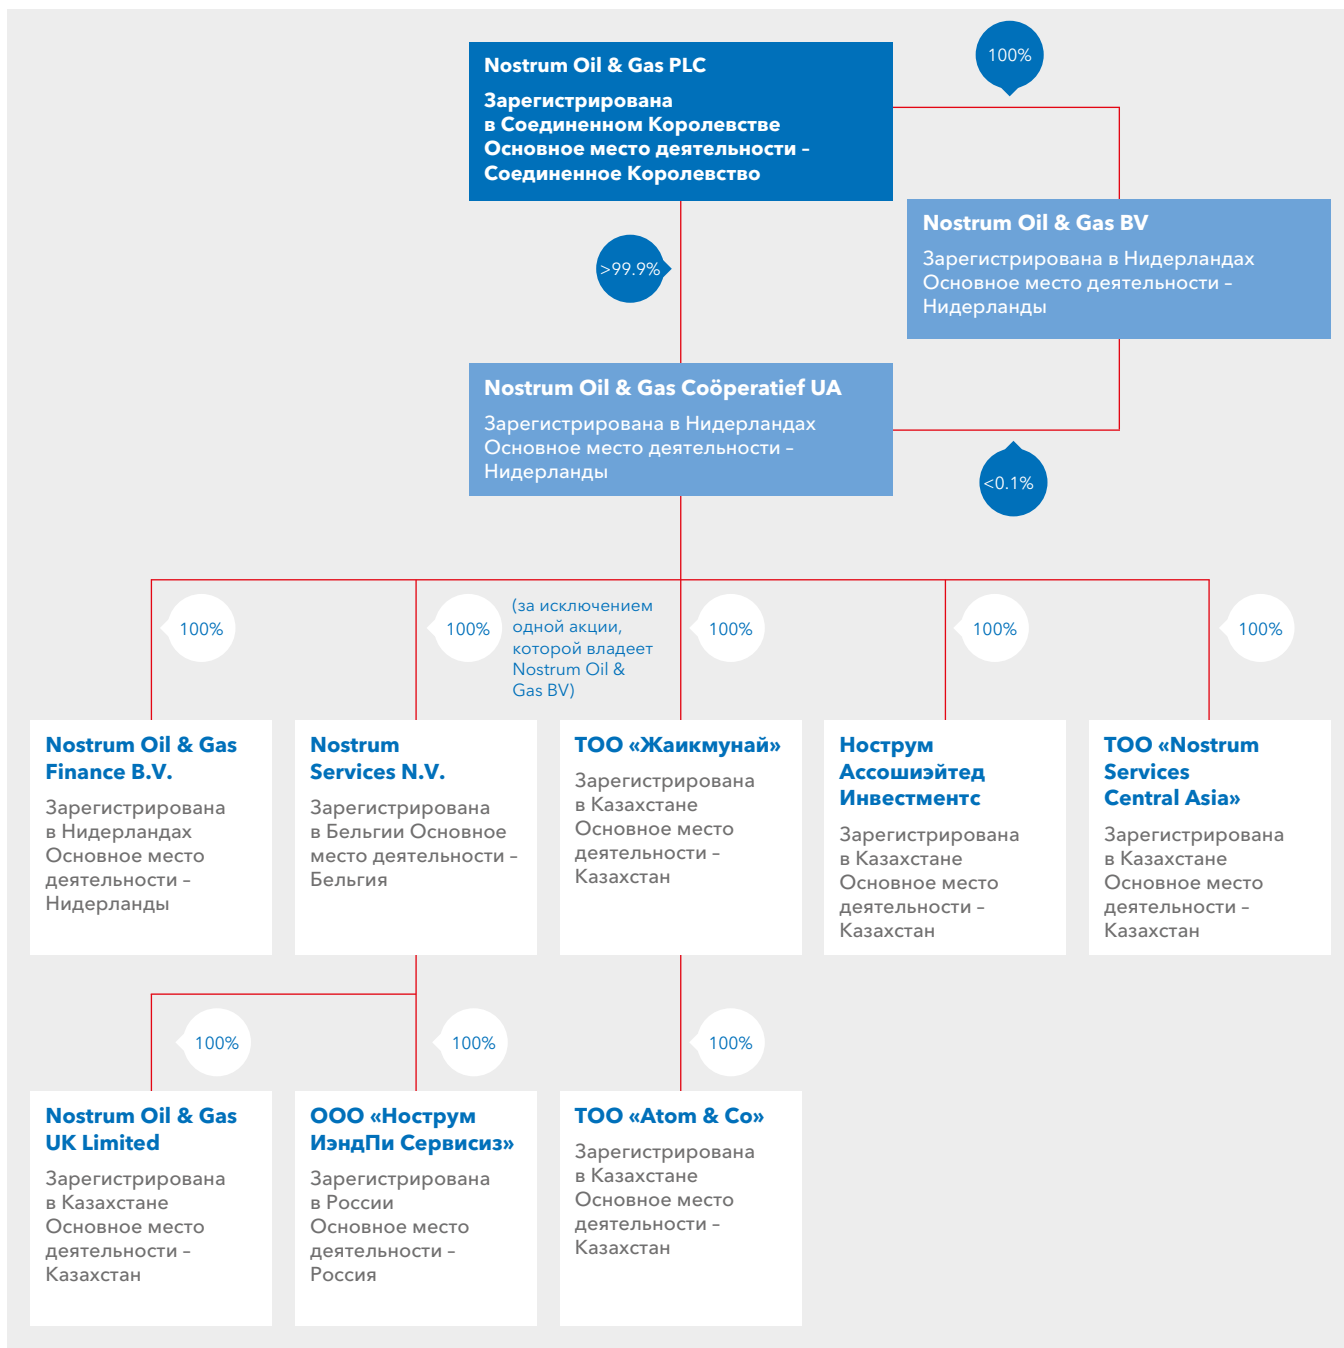 Nostrum Oil & Gas PLC
Зарегистрирована
в Соединенном Королевстве
Основное место деятельности –
Соединенное Королевство
100%
Nostrum Oil & Gas BV
Зарегистрирована в Нидерландах
Основное место деятельности –
Нидерланды
>99.9%
Nostrum Oil & Gas Coöperatief UA
Зарегистрирована в Нидерландах
Основное место деятельности –
Нидерланды
<0.1%
100%
100%
(за исключением
одной акции,
которой владеет
Nostrum Oil &
Gas BV)
100%
100%
100%
Nostrum Oil & Gas
Finance B.V.
Зарегистрирована
в Нидерландах
Основное место
деятельности –
Нидерланды
Nostrum
Services N.V.
Зарегистрирована
в Бельгии Основное
место деятельности –
Бельгия
ТОО «Жаикмунай»
Зарегистрирована
в Казахстане
Основное место
деятельности –
Казахстан
Нострум
Ассошиэйтед
Инвестментс
Зарегистрирована
в Казахстане
Основное место
деятельности –
Казахстан
ТОО «Nostrum
Services
Central Asia»
Зарегистрирована
в Казахстане
Основное место
деятельности –
Казахстан
100%
100%
100%
Nostrum Oil & Gas
UK Limited
Зарегистрирована
в Казахстане
Основное место
деятельности –
Казахстан
ООО «Нострум
ИэндПи Сервисиз»
Зарегистрирована
в России
Основное место
деятельности –
Россия
ТОО «Atom & Co»
Зарегистрирована
в Казахстане
Основное место
деятельности –
Казахстан